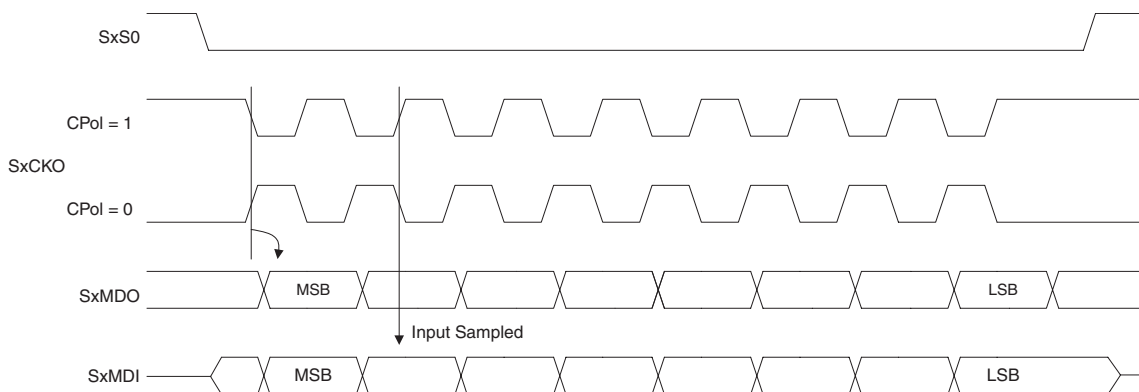 SxS0
CPol = 1
SxCKO
CPol = 0
SxMDO
MSB
LSB
Input Sampled
SxMDI
MSB
LSB